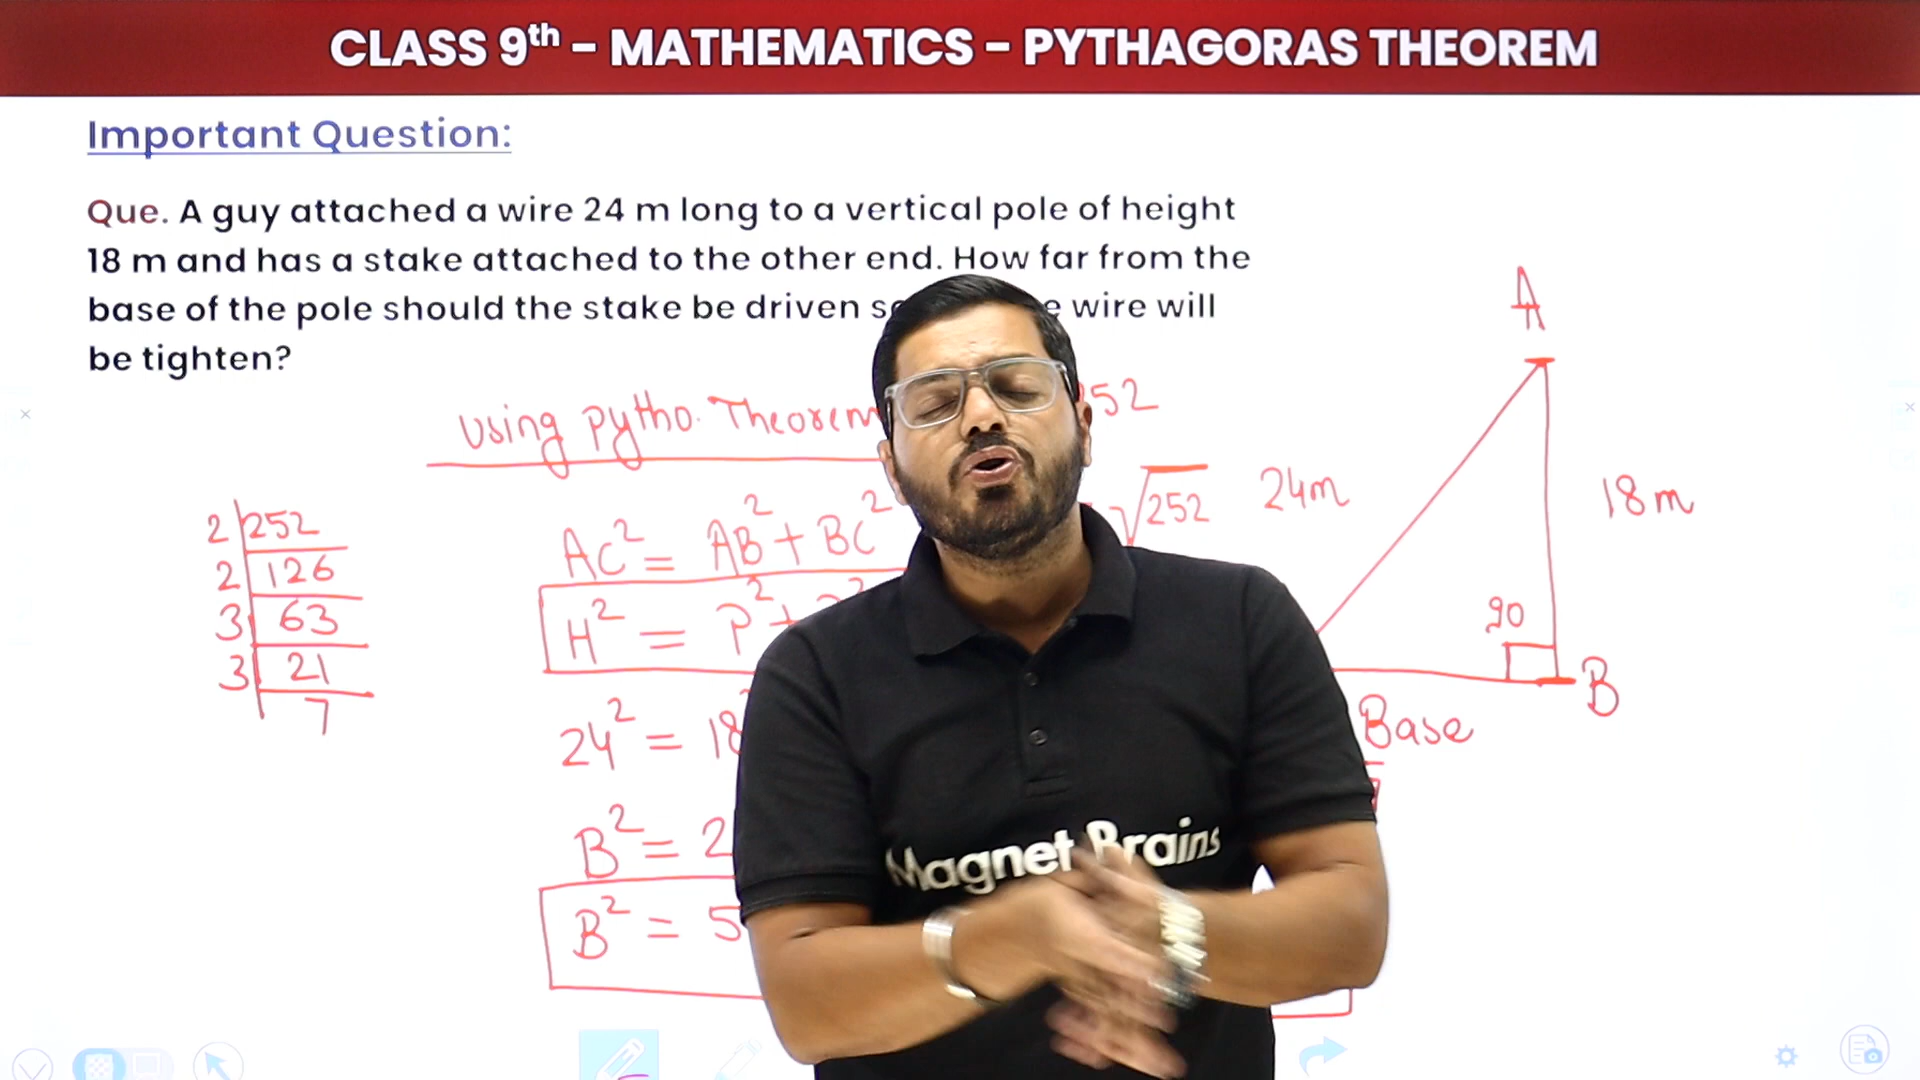 CLASS 9th – MATHEMATICS – PYTHAGORAS THEOREM
Important Question:
Que. A guy attached a wire 24 m long to a vertical pole of height
18 m and has a stake attached to the other end. How far from the
base of the pole should the stake be driven s e wire will
be tighten?
Using pytho. Theorem
52
A
2 252
2 126
3 63
3 21
7
AC² = AB² + BC²
√252
24m
18m
H² = P² +
90
B
24² = 18
Base
B² = 2
B² = 5
Magnet Brains